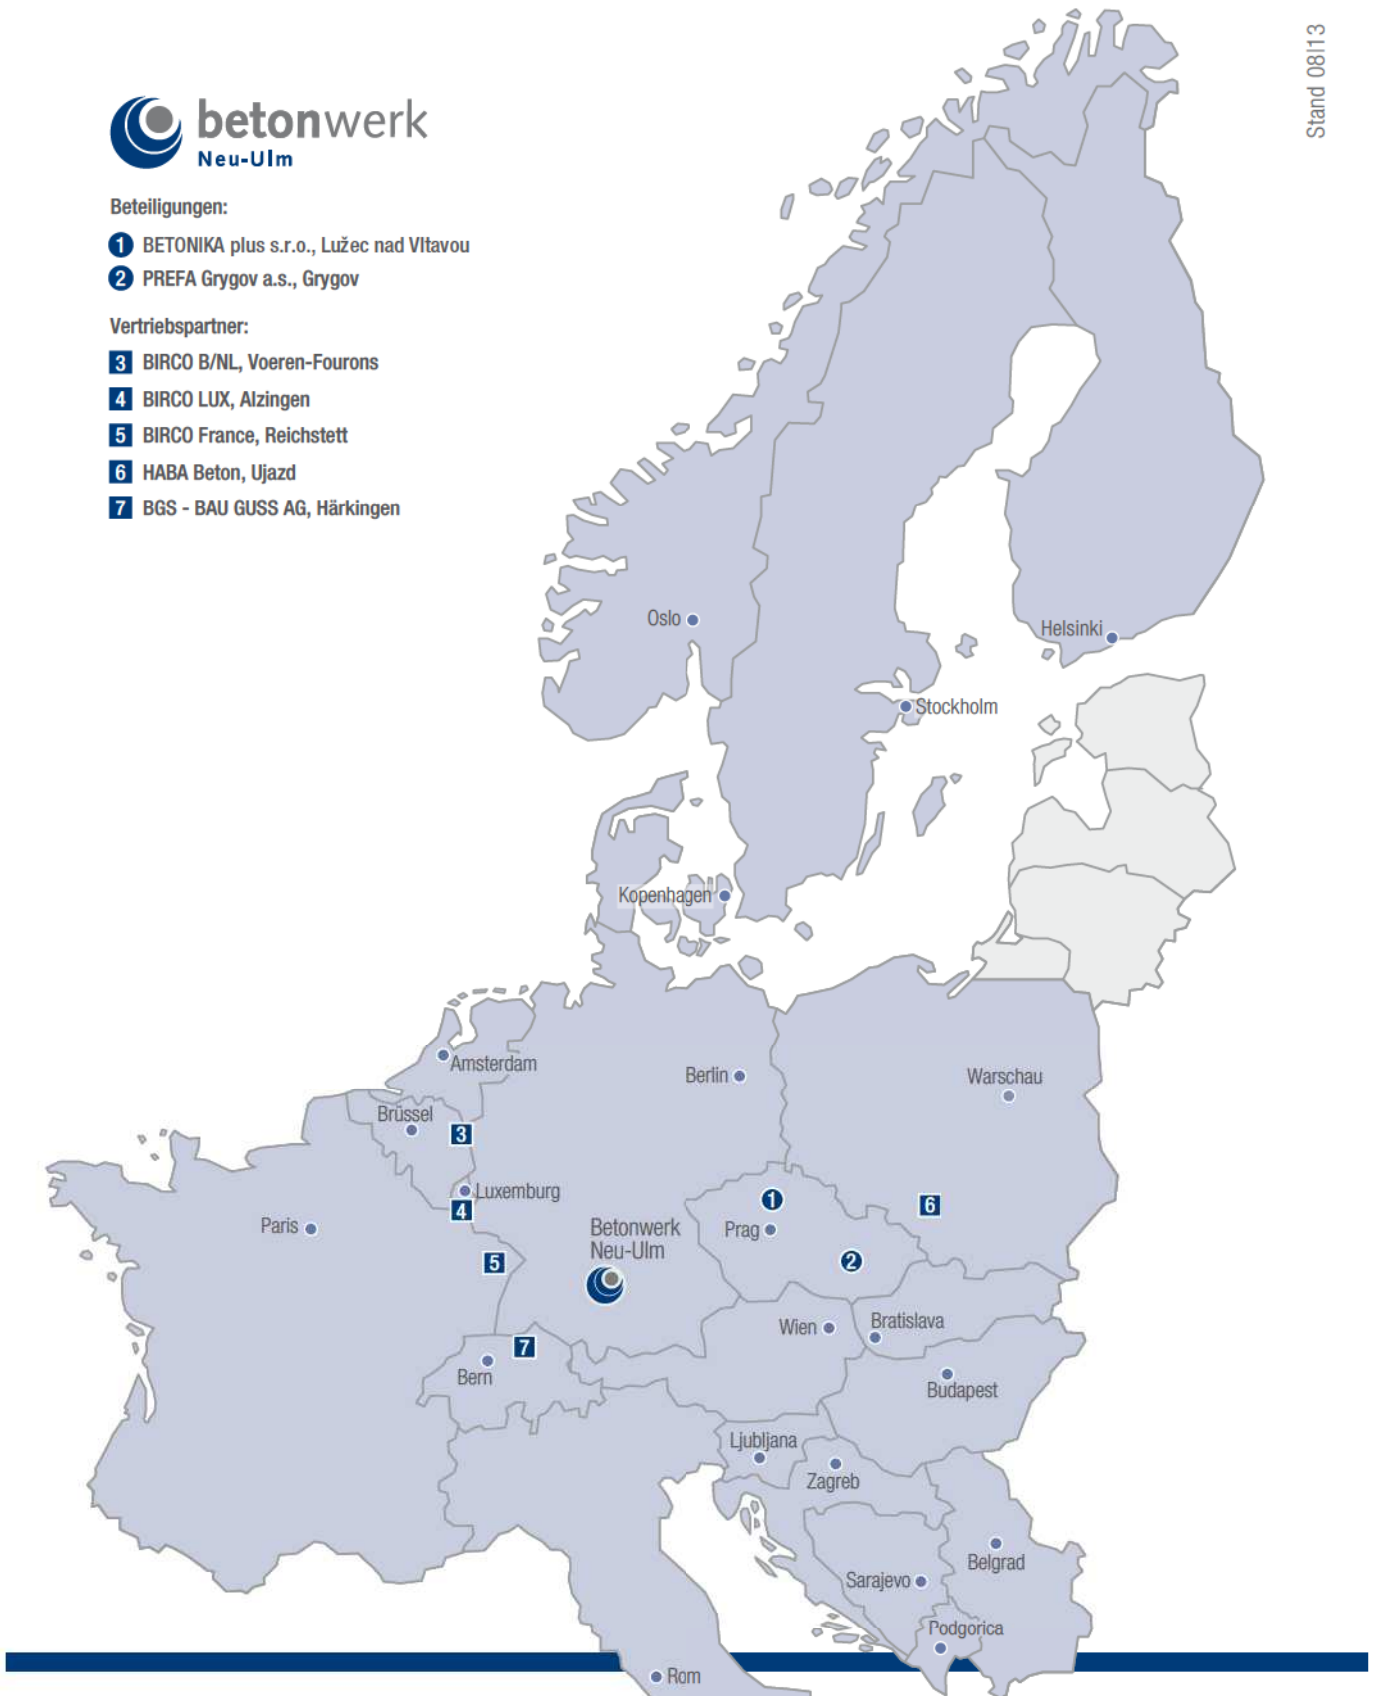 Stand 08|13
betonwerk
Neu-Ulm
Beteiligungen:
1 BETONIKA plus s.r.o., Lužec nad Vltavou
2 PREFA Grygov a.s., Grygov
Vertriebspartner:
3 BIRCO B/NL, Voeren-Fourons
4 BIRCO LUX, Alzingen
5 BIRCO France, Reichstett
6 HABA Beton, Ujazd
7 BGS - BAU GUSS AG, Härkingen
Oslo
Helsinki
Stockholm
Kopenhagen
Amsterdam
Berlin
Warschau
Brüssel
3
Luxemburg
4
1
6
Paris
Betonwerk
Neu-Ulm
Prag
5
2
Wien
Bratislava
7
Bern
Budapest
Ljubljana
Zagreb
Belgrad
Sarajevo
Podgorica
Rom